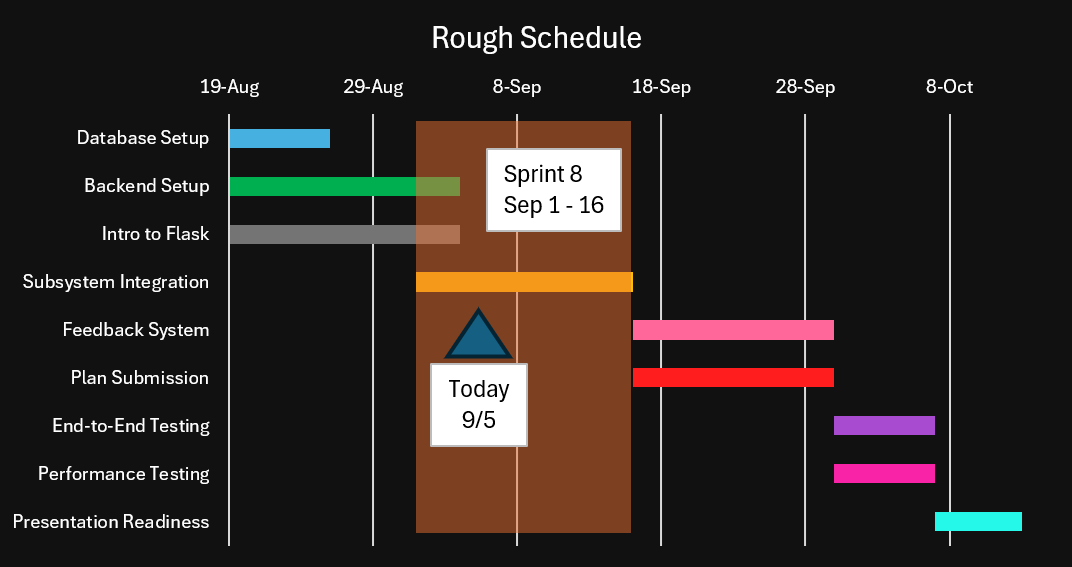 Rough Schedule
19-Aug
29-Aug
8-Sep
18-Sep
28-Sep
8-Oct
Database Setup
Backend Setup
Intro to Flask
Subsystem Integration
Feedback System
Plan Submission
End-to-End Testing
Performance Testing
Presentation Readiness
Sprint 8
Sep 1 - 16
Today
9/5